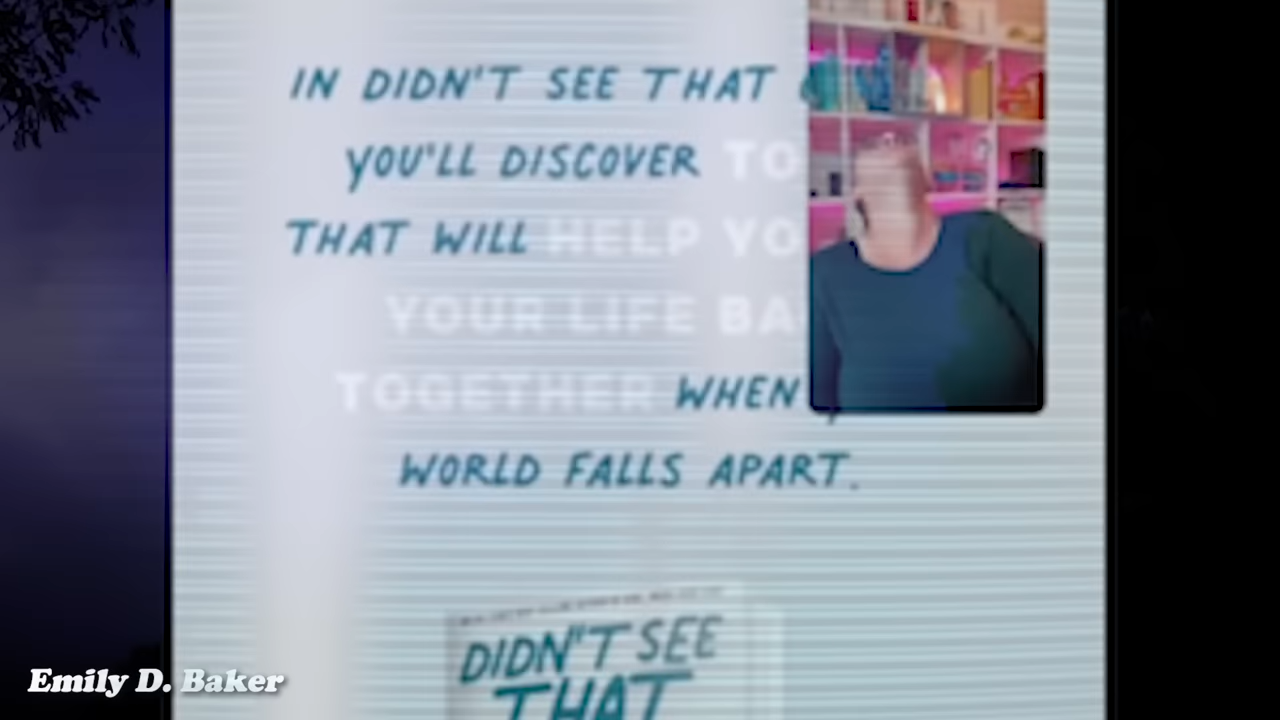 IN DIDN'T SEE THAT
YOU'LL DISCOVER TO
THAT WILL HELP YO
YOUR LIFE BA
TOGETHER WHEN
WORLD FALLS APART.
DIDN'T SEE
THAT
Emily D. Baker